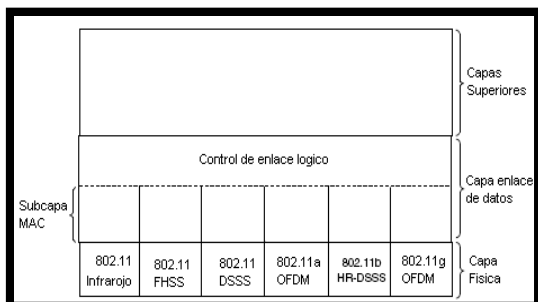 Capas
Superiores
Control de enlace logico
Capa enlace
de datos
Subcapa
MAC
802.11
Infrarojo
802.11
FHSS
802.11
DSSS
802.11a
OFDM
802.11b
HR-DSSS
802.11g
OFDM
Capa
Fisica